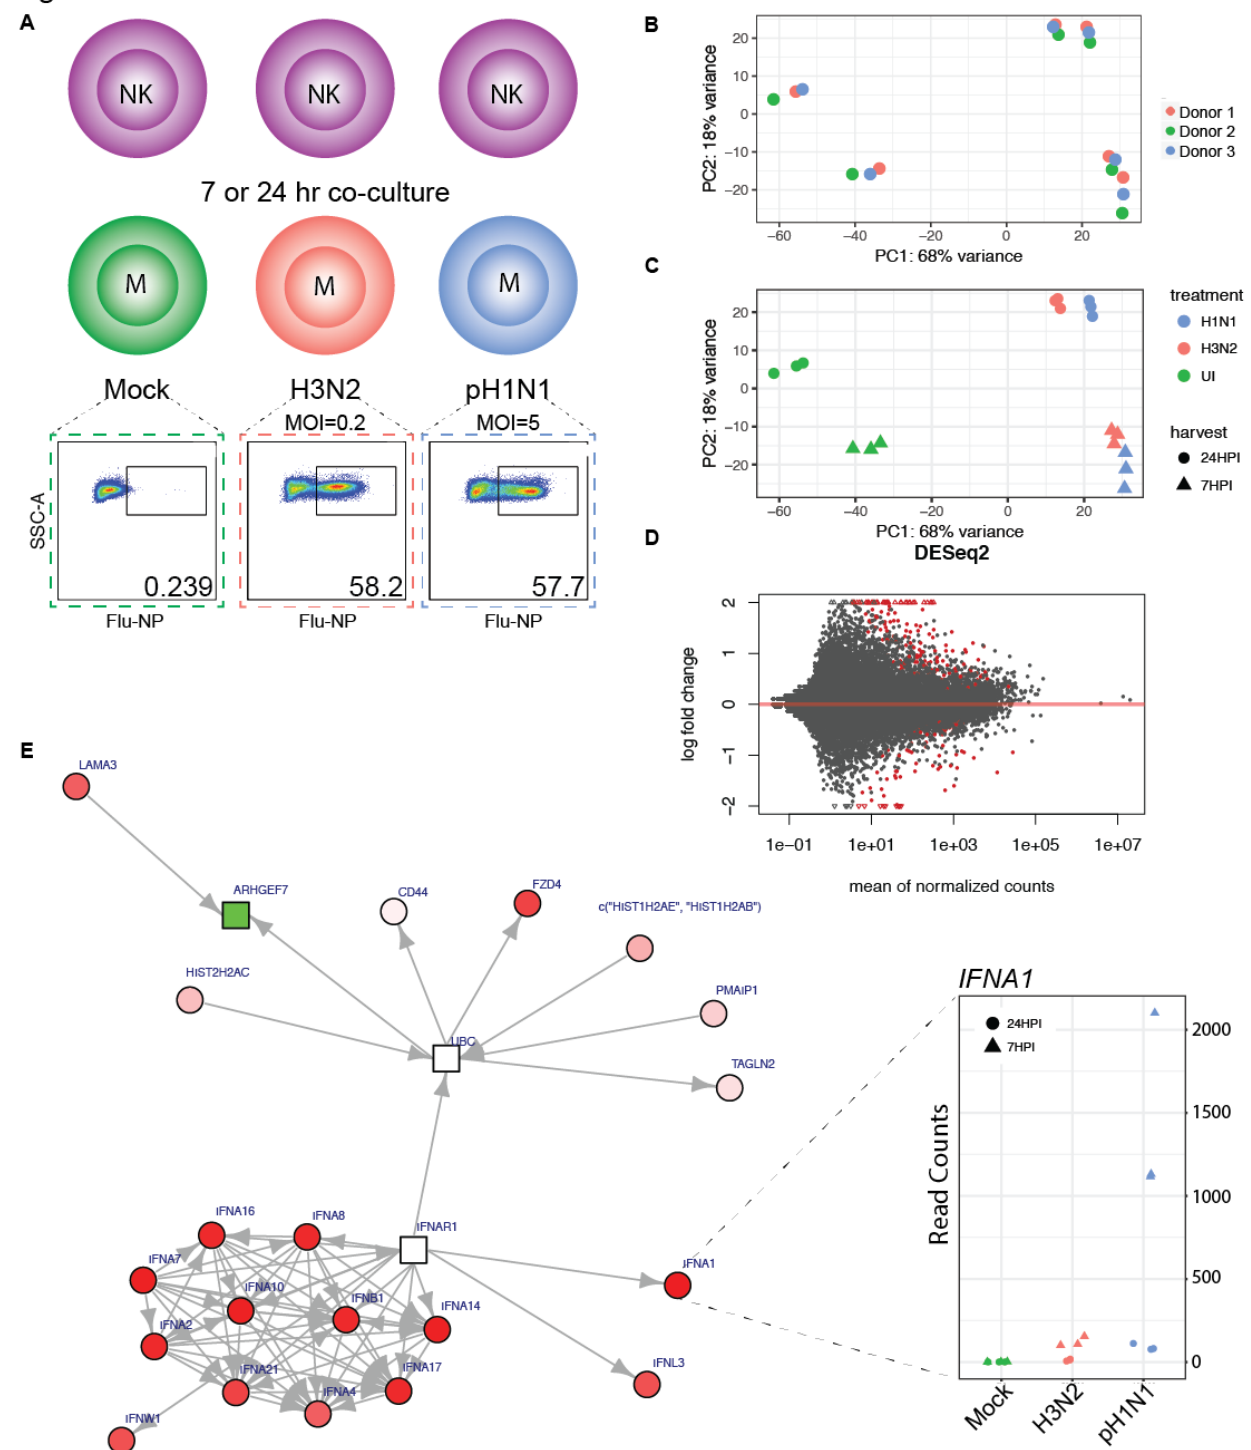 A
NK
NK
NK
7 or 24 hr co-culture
M
M
M
Mock
H3N2
pH1N1
MOI=0.2
MOI=5
SSC-A
0.239
58.2
57.7
Flu-NP
Flu-NP
Flu-NP
B
PC2: 18% variance
20
10
0
−10
−20
−60
−40
−20
0
20
PC1: 68% variance
Donor 1
Donor 2
Donor 3
C
PC2: 18% variance
20
10
0
−10
−20
−60
−40
−20
0
20
PC1: 68% variance
treatment
H1N1
H3N2
UI
harvest
24HPI
7HPI
D
DESeq2
log fold change
2
1
0
−1
−2
1e−01
1e+01
1e+03
1e+05
1e+07
mean of normalized counts
E
LAMA3
ARHGEF7
CD44
FZD4
c("HIST1H2AE", "HIST1H2AB")
HIST2H2AC
PMAIP1
UBC
TAGLN2
IFNA16
IFNA8
IFNAR1
IFNA7
IFNA10
IFNB1
IFNA14
IFNA1
IFNA2
IFNA21
IFNA17
IFNA4
IFNL3
IFNW1
IFNA1
24HPI
7HPI
Read Counts
2000
1500
1000
500
0
Mock
H3N2
pH1N1